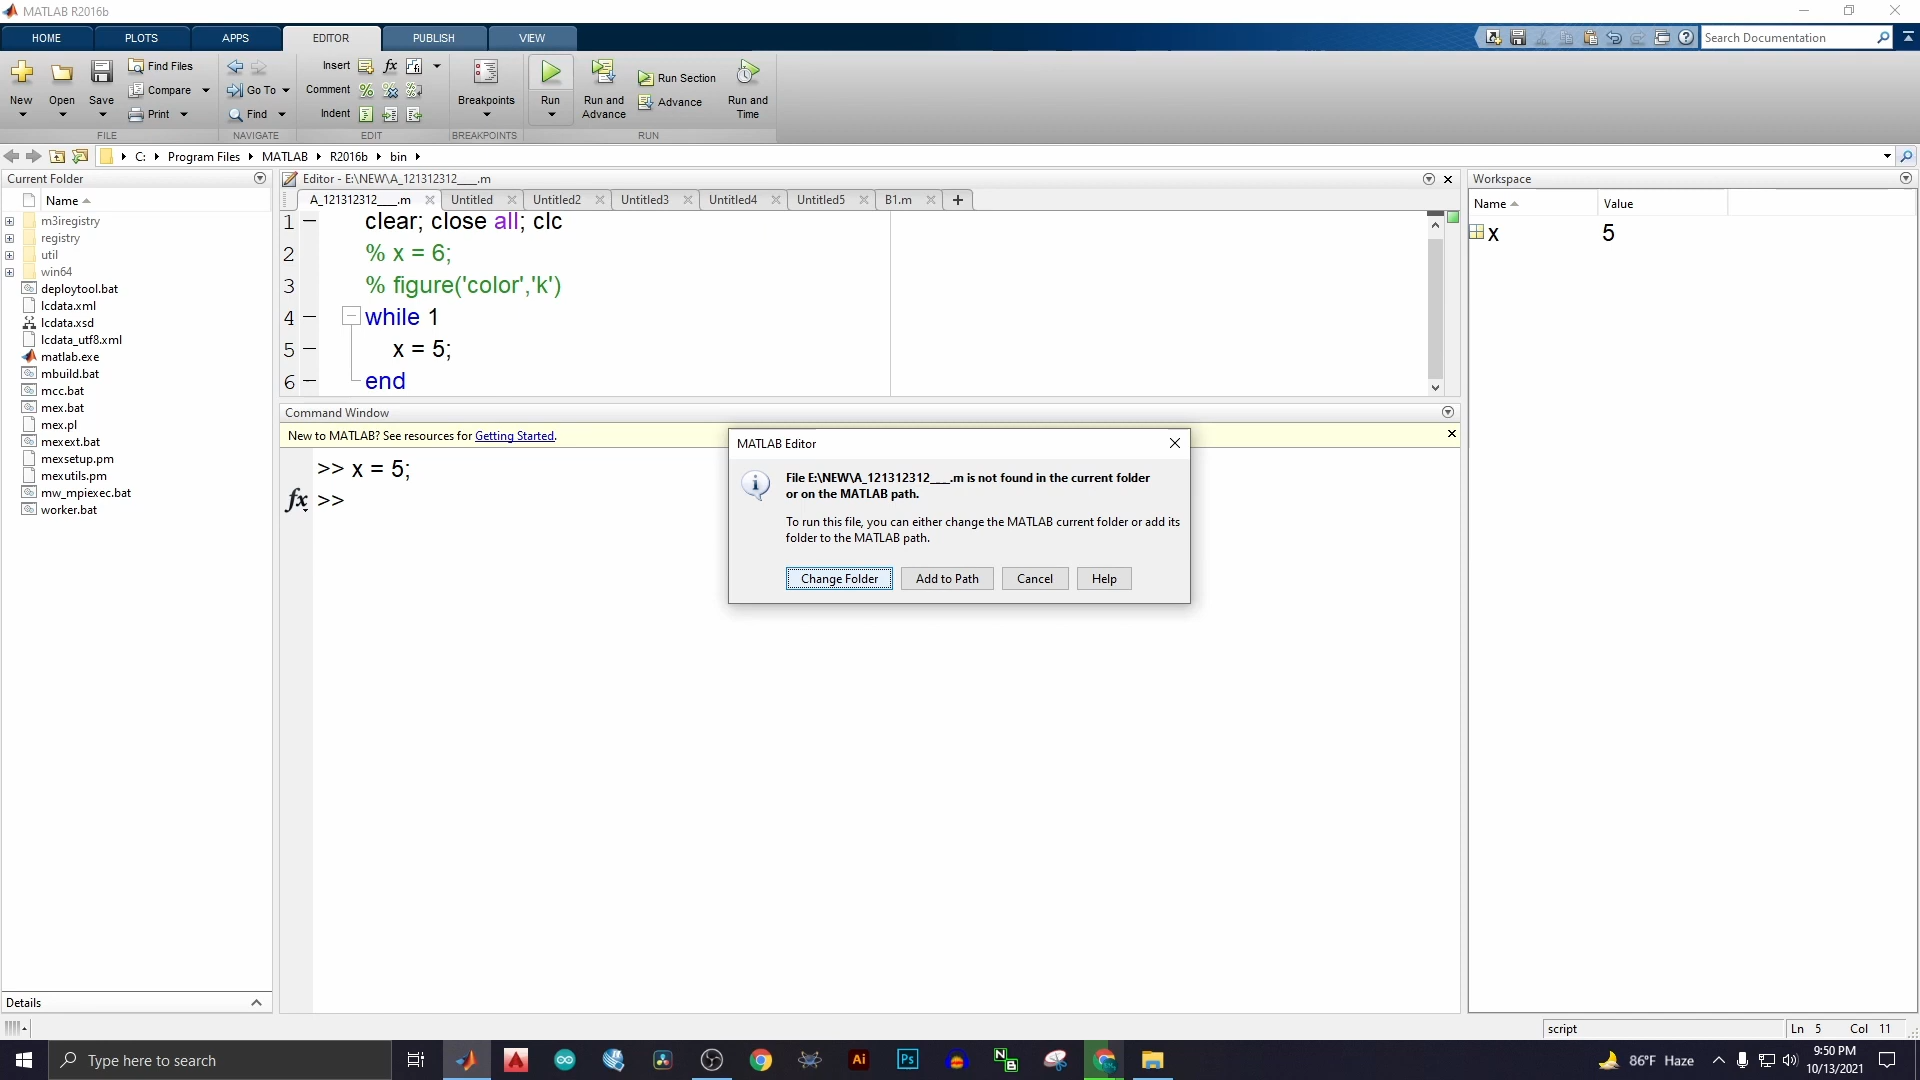 MATLAB R2016b
HOME PLOTS APPS EDITOR PUBLISH VIEW Search Documentation
New Open Save Find Files Compare Print
FILE
Go To Find
NAVIGATE
Insert fx
Comment
Indent
EDIT
Breakpoints
BREAKPOINTS
Run Run and Advance Run Section Advance Run and Time
RUN
C: Program Files MATLAB R2016b bin
Current Folder
Name
m3iregistry
registry
util
win64
deploytool.bat
lcdata.xml
lcdata.xsd
lcdata_utf8.xml
matlab.exe
mbuild.bat
mcc.bat
mex.bat
mex.pl
mexext.bat
mexsetup.pm
mexutils.pm
mw_mpiexec.bat
worker.bat
Details
Editor - E:\NEW\A_121312312___.m
A_121312312___.m Untitled Untitled2 Untitled3 Untitled4 Untitled5 B1.m +
1 clear; close all; clc
2 % x = 6;
3 % figure('color','k')
4 while 1
5 x = 5;
6 end
Command Window
New to MATLAB? See resources for Getting Started.
>> x = 5;
fx >>
MATLAB Editor
File E:\NEW\A_121312312___.m is not found in the current folder
or on the MATLAB path.
To run this file, you can either change the MATLAB current folder or add its
folder to the MATLAB path.
Change Folder Add to Path Cancel Help
Workspace
Name Value
x 5
script Ln 5 Col 11
Type here to search
Ai Ps N B
86°F Haze
9:50 PM
10/13/2021